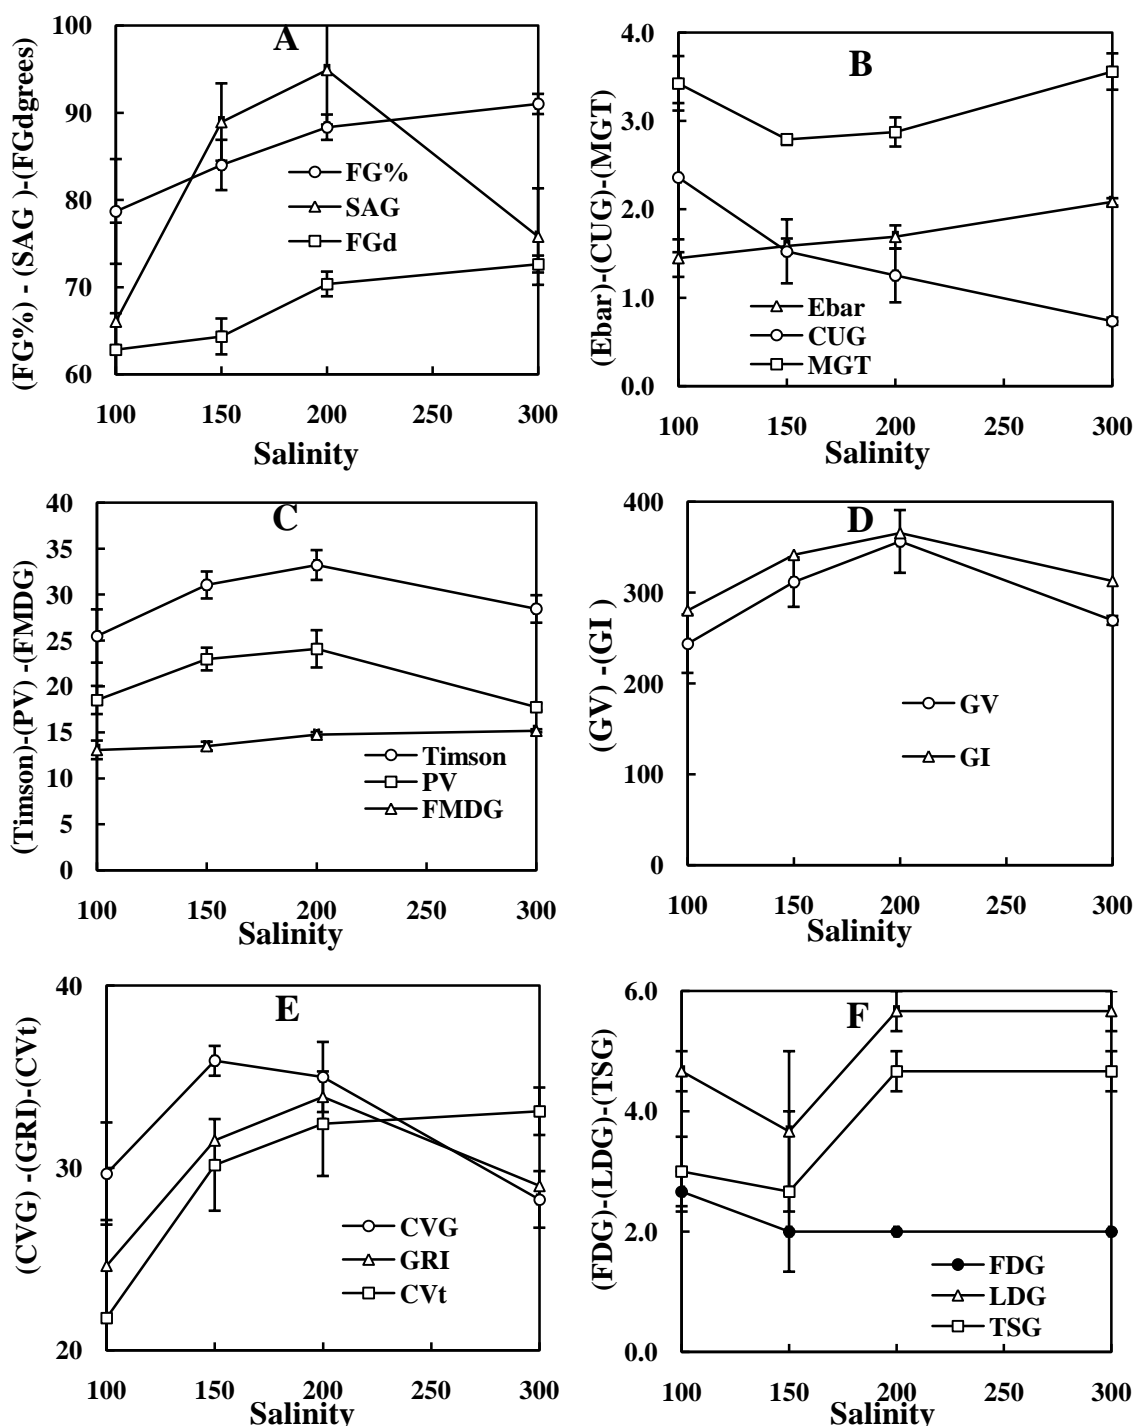 (FG%) - (SAG )-(FGdgrees)
100
90
80
70
60
A
FG%
SAG
FGd
100 150 200 250 300
Salinity
(Ebar)-(CUG)-(MGT)
4.0
3.0
2.0
1.0
0.0
B
Ebar
CUG
MGT
100 150 200 250 300
Salinity
(Timson)-(PV) -(FMDG)
40
35
30
25
20
15
10
5
0
C
Timson
PV
FMDG
100 150 200 250 300
Salinity
(GV) -(GI )
400
300
200
100
0
D
GV
GI
100 150 200 250 300
Salinity
(CVG) -(GRI)-(CVt)
40
30
20
E
CVG
GRI
CVt
100 150 200 250 300
Salinity
(FDG)-(LDG)-(TSG)
6.0
4.0
2.0
0.0
F
FDG
LDG
TSG
100 150 200 250 300
Salinity